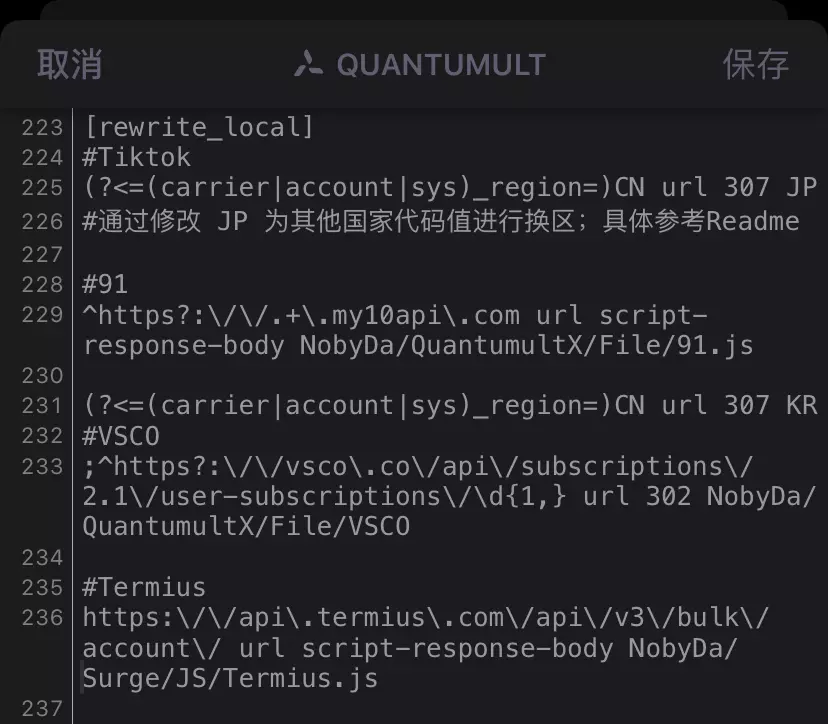 取消 QUANTUMULT 保存
223 [rewrite_local]
224 #Tiktok
225 (?<=(carrier|account|sys)_region=)CN url 307 JP
226 #通过修改 JP 为其他国家代码值进行换区；具体参考Readme
227
228 #91
229 ^https?:\/\/.+\.my10api\.com url script-
response-body NobyDa/QuantumultX/File/91.js
230
231 (?<=(carrier|account|sys)_region=)CN url 307 KR
232 #VSCO
233 ;^https?:\/\/vsco\.co\/api\/subscriptions\/
2.1\/user-subscriptions\/\d{1,} url 302 NobyDa/
QuantumultX/File/VSCO
234
235 #Termius
236 https:\/\/api\.termius\.com\/api\/v3\/bulk\/
account\/ url script-response-body NobyDa/
Surge/JS/Termius.js
237